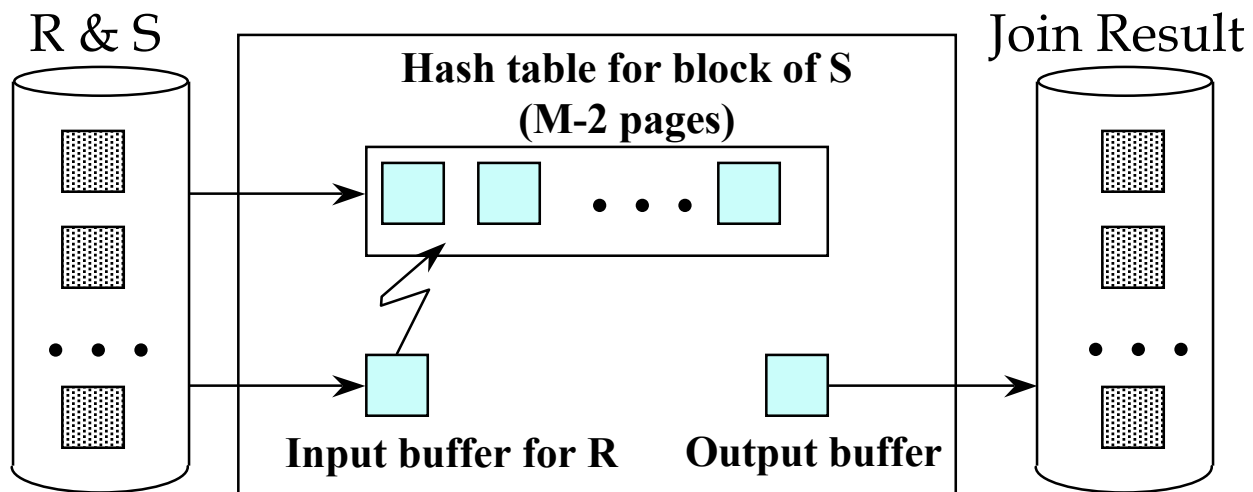 R & S
Join Result
Hash table for block of S
(M-2 pages)
• • •
• • •
• • •
Input buffer for R
Output buffer